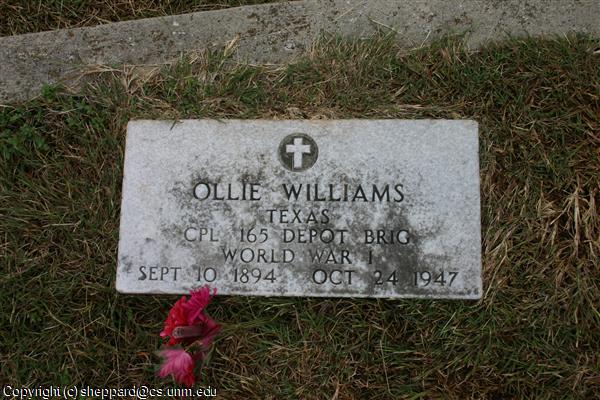 OLLIE WILLIAMS
TEXAS
CPL 165 DEPOT BRIG
WORLD WAR I
SEPT 10 1894 OCT 24 1947
Copyright (c) sheppard@cs.unm.edu